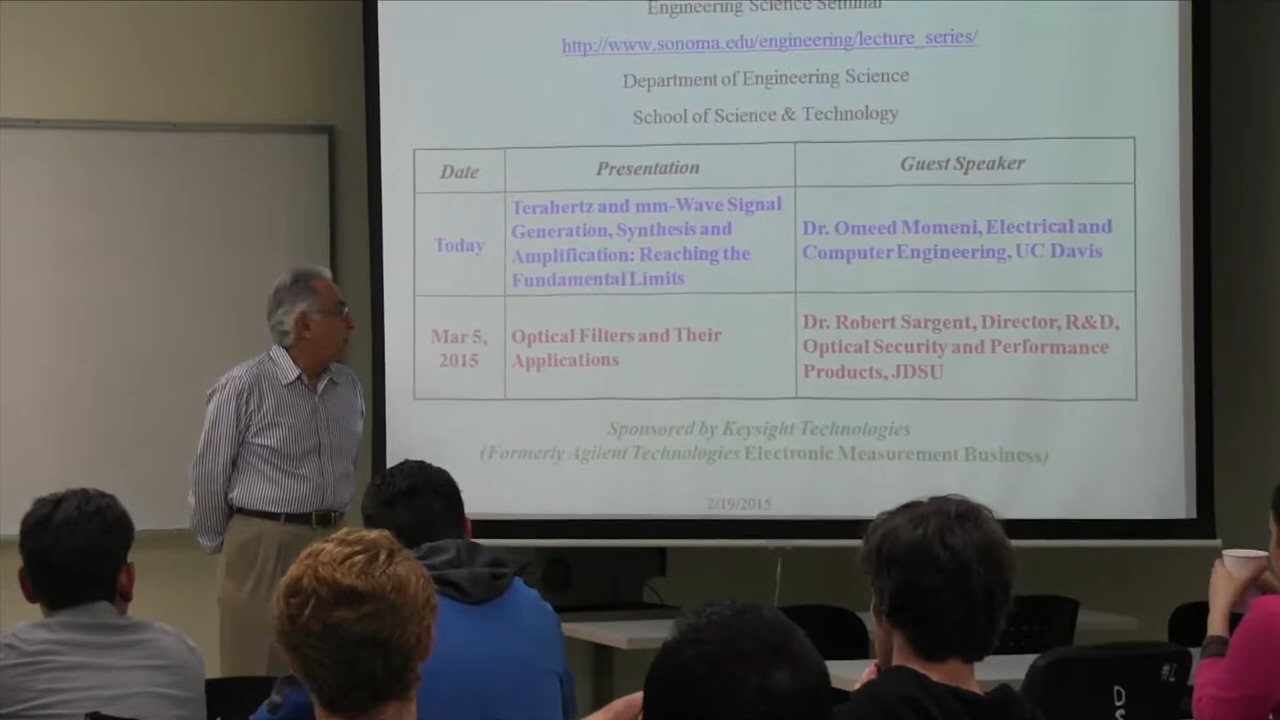 Engineering Science Seminar
http://www.sonoma.edu/engineering/lecture_series/
Department of Engineering Science
School of Science & Technology
Date Presentation Guest Speaker
Today
Terahertz and mm-Wave Signal
Generation, Synthesis and
Amplification: Reaching the
Fundamental Limits
Dr. Omeed Momeni, Electrical and
Computer Engineering, UC Davis
Mar 5,
2015
Optical Filters and Their
Applications
Dr. Robert Sargent, Director, R&D,
Optical Security and Performance
Products, JDSU
Sponsored by Keysight Technologies
(Formerly Agilent Technologies Electronic Measurement Business)
2/19/2015